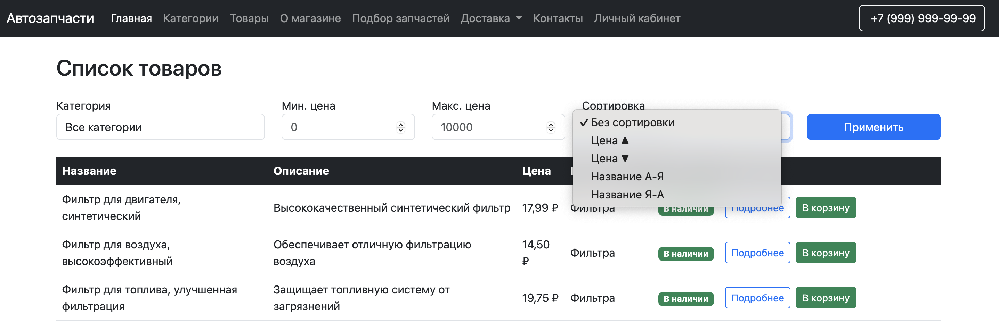 Автозапчасти Главная Категории Товары О магазине Подбор запчастей Доставка Контакты Личный кабинет +7 (999) 999-99-99
Список товаров
Категория Мин. цена Макс. цена Сортировка
Все категории 0 10000 Применить
✓ Без сортировки
Цена ▲
Цена ▼
Название А-Я
Название Я-А
Название Описание Цена
Фильтр для двигателя,
синтетический
Высококачественный синтетический фильтр
17,99 ₽
Фильтра
В наличии
Подробнее
В корзину
Фильтр для воздуха,
высокоэффективный
Обеспечивает отличную фильтрацию
воздуха
14,50
₽
Фильтра
В наличии
Подробнее
В корзину
Фильтр для топлива, улучшенная
фильтрация
Защищает топливную систему от
загрязнений
19,75 ₽
Фильтра
В наличии
Подробнее
В корзину